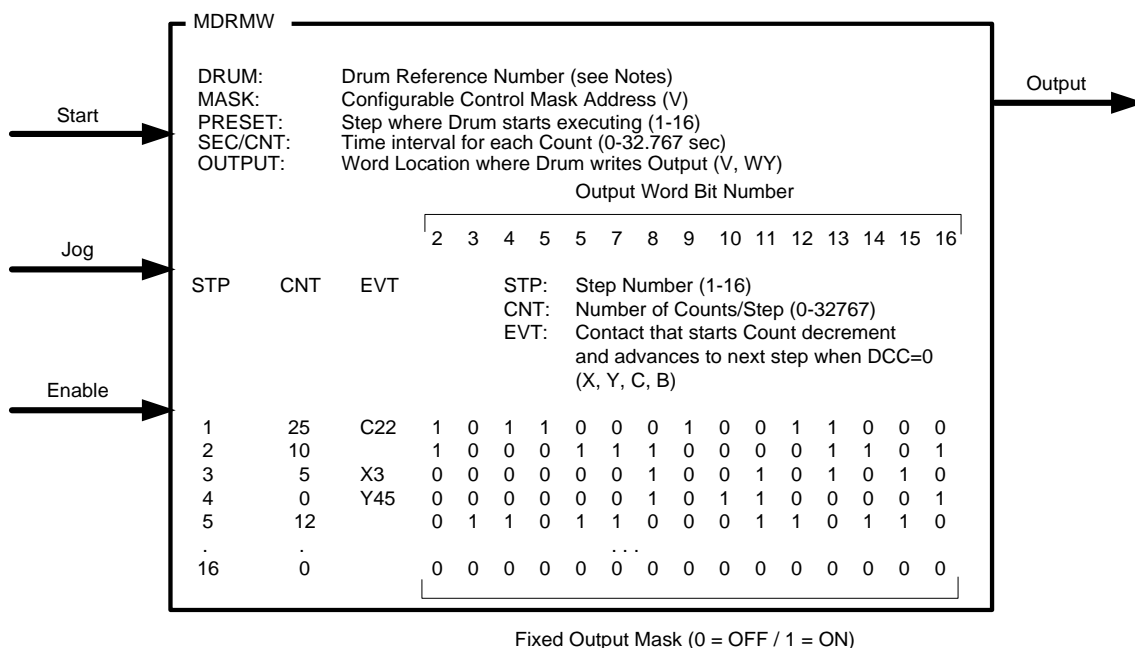 MDRMW
DRUM: Drum Reference Number (see Notes)
MASK: Configurable Control Mask Address (V)
PRESET: Step where Drum starts executing (1-16)
SEC/CNT: Time interval for each Count (0-32.767 sec)
OUTPUT: Word Location where Drum writes Output (V, WY)
Start
Output
Output Word Bit Number
2 3 4 5 5 7 8 9 10 11 12 13 14 15 16
Jog
STP CNT EVT STP: Step Number (1-16)
CNT: Number of Counts/Step (0-32767)
EVT: Contact that starts Count decrement
and advances to next step when DCC=0
(X, Y, C, B)
Enable
1 25 C22 1 0 1 1 0 0 0 1 0 0 1 1 0 0 0
2 10 1 0 0 0 1 1 1 0 0 0 0 1 1 0 1
3 5 X3 0 0 0 0 0 0 1 0 0 1 0 1 0 1 0
4 0 Y45 0 0 0 0 0 0 1 0 1 1 0 0 0 0 1
5 12 0 1 1 0 1 1 0 0 0 1 1 0 1 1 0
. . . . .
16 0 0 0 0 0 0 0 0 0 0 0 0 0 0 0 0
Fixed Output Mask (0 = OFF / 1 = ON)